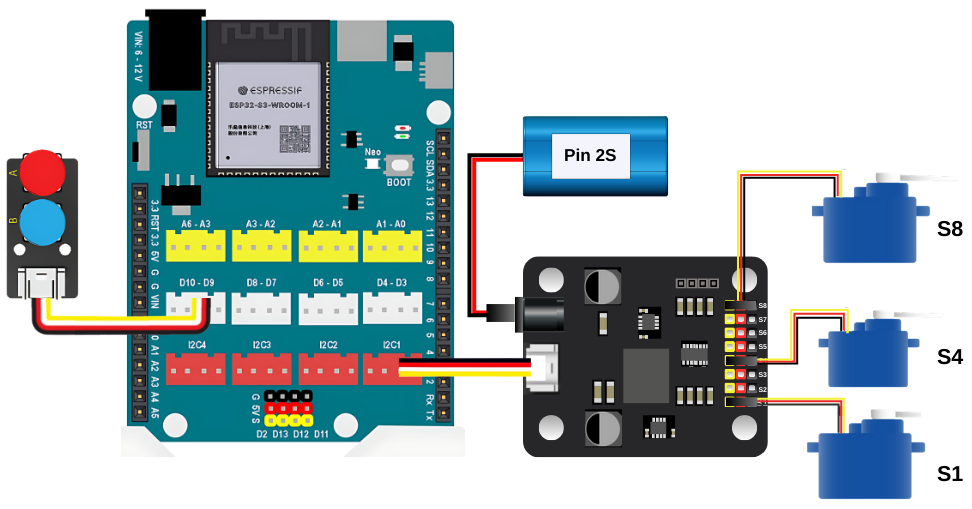 VIN: 6 - 12 V
ESPRESSIF
ESP32-S3-WROOM-1
RST
Neo
BOOT
SCL
SDA
3.3
13
12
11
10
9
8
7
6
5
4
2
Rx
Tx
3.3
RST
3.3
5V
G
G
VIN
0
A1
A2
A3
A4
A5
A6 - A3
A3 - A2
A2 - A1
A1 - A0
D10 - D9
D8 - D7
D6 - D5
D4 - D3
I2C4
I2C3
I2C2
I2C1
G
5V
S
D2 D13 D12 D11
A
B
Pin 2S
S8
S7
S6
S5
S3
S2
S8
S4
S1